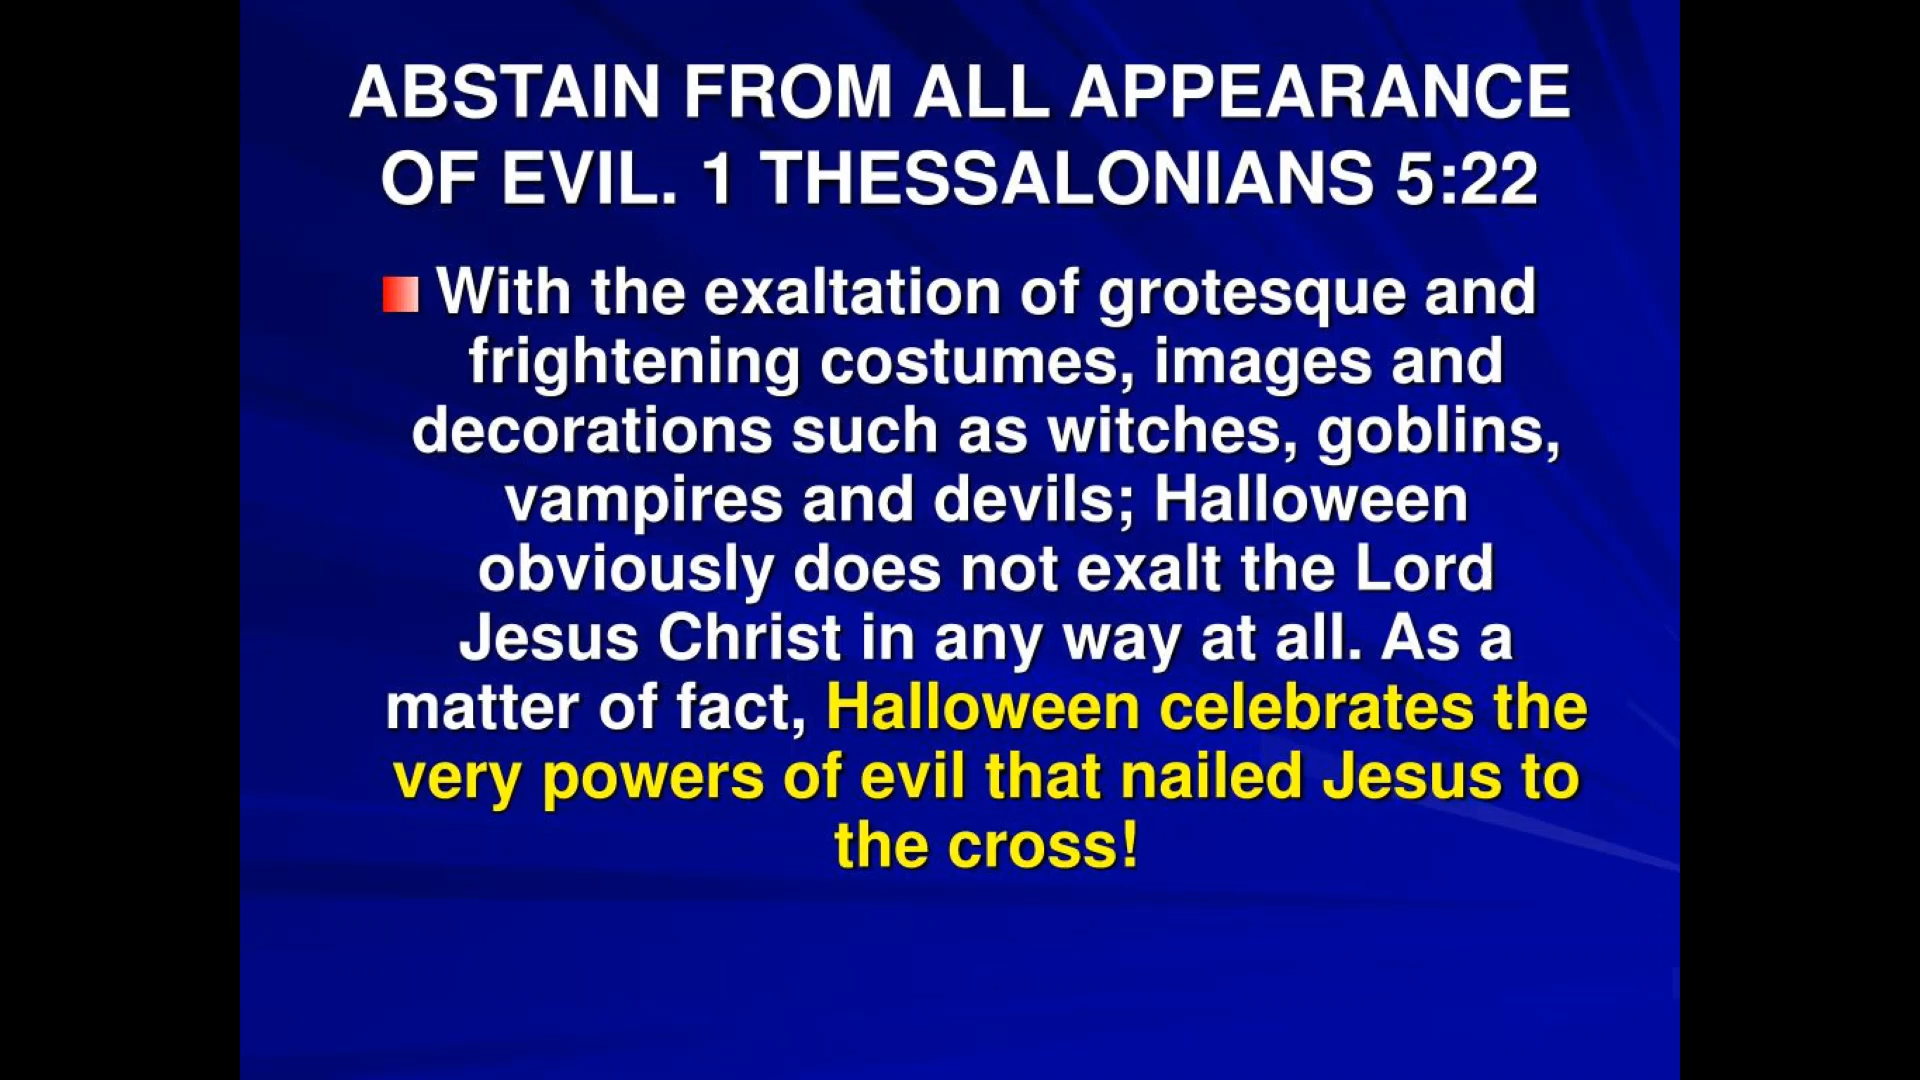 ABSTAIN FROM ALL APPEARANCE
OF EVIL. 1 THESSALONIANS 5:22
With the exaltation of grotesque and
frightening costumes, images and
decorations such as witches, goblins,
vampires and devils; Halloween
obviously does not exalt the Lord
Jesus Christ in any way at all. As a
matter of fact, Halloween celebrates the
very powers of evil that nailed Jesus to
the cross!